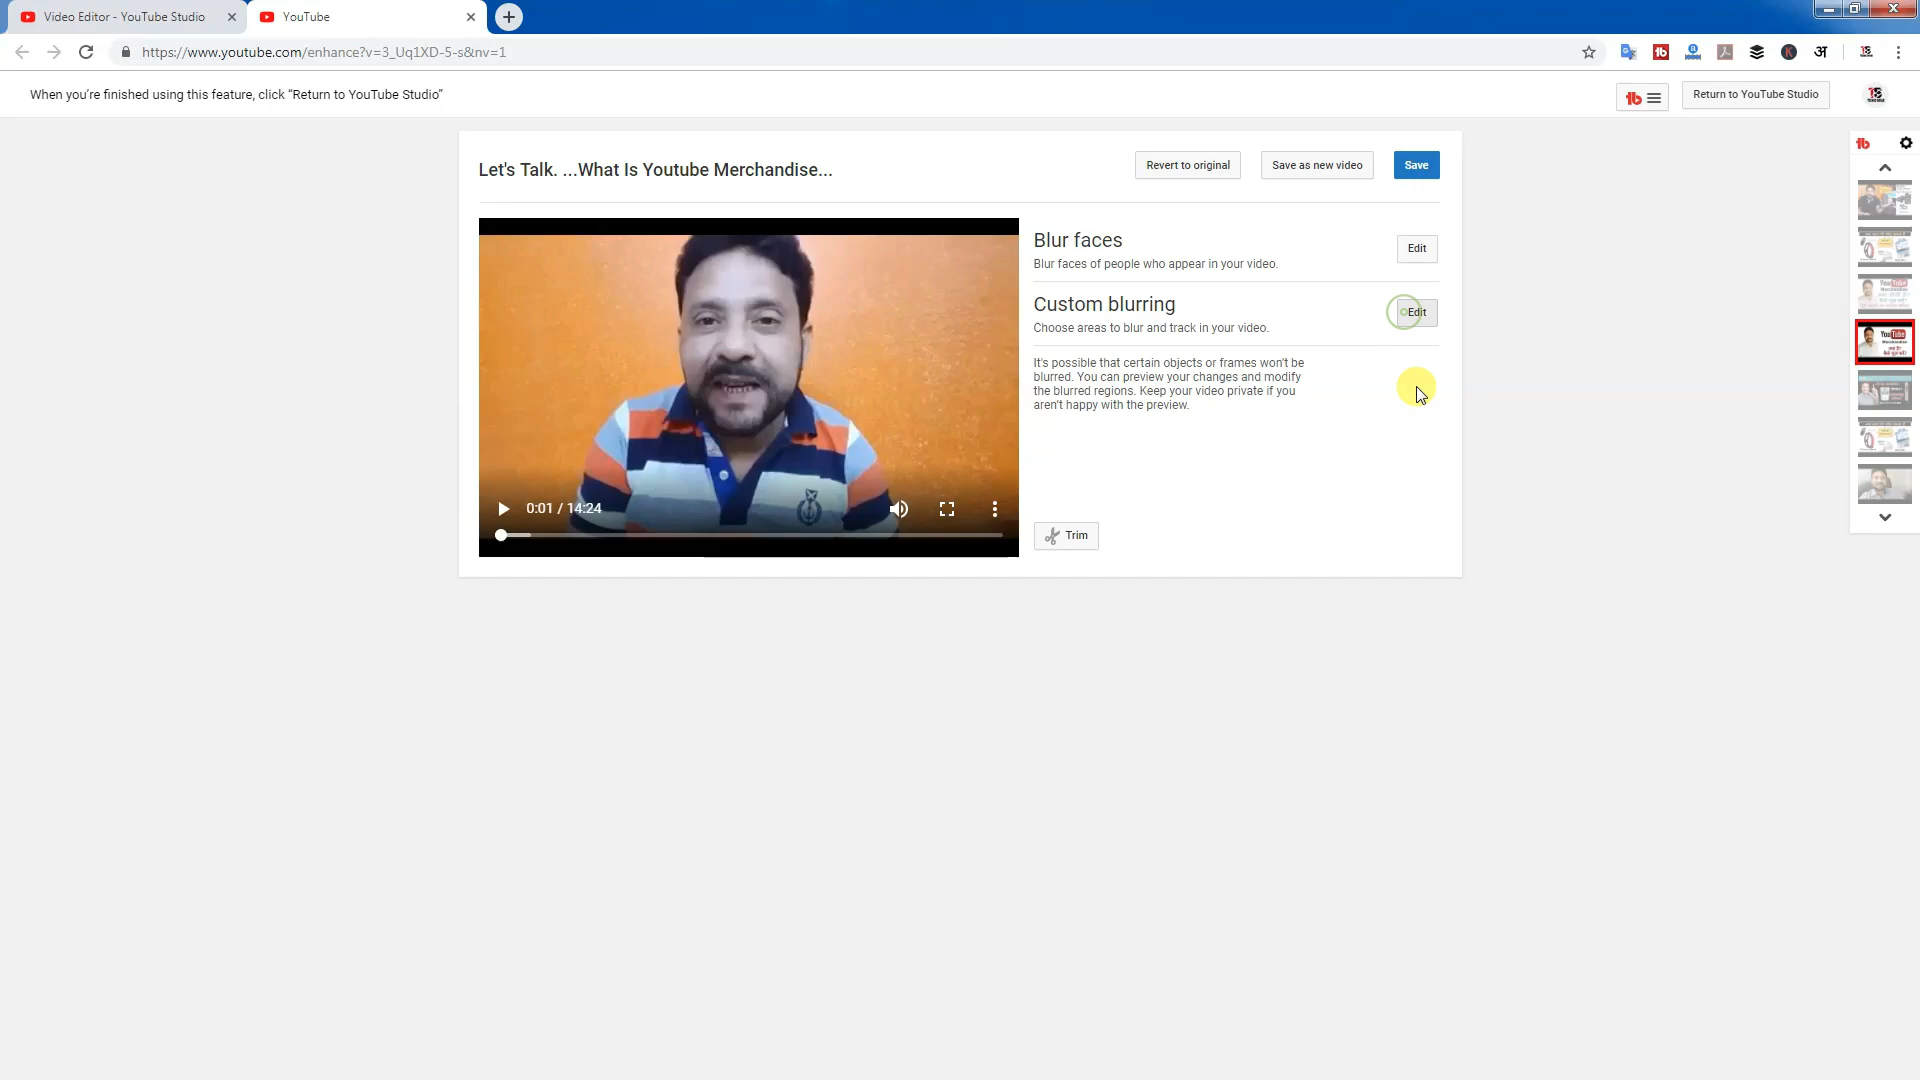 Video Editor - YouTube Studio
YouTube
https://www.youtube.com/enhance?v=3_Uq1XD-5-s&nv=1
When you're finished using this feature, click “Return to YouTube Studio”
Return to YouTube Studio
Let's Talk. ...What Is Youtube Merchandise...
Revert to original
Save as new video
Save
Blur faces
Edit
Blur faces of people who appear in your video.
Custom blurring
Edit
Choose areas to blur and track in your video.
It's possible that certain objects or frames won't be
blurred. You can preview your changes and modify
the blurred regions. Keep your video private if you
aren't happy with the preview.
0:01 / 14:24
Trim
YouTube
YouTube
Merchandise